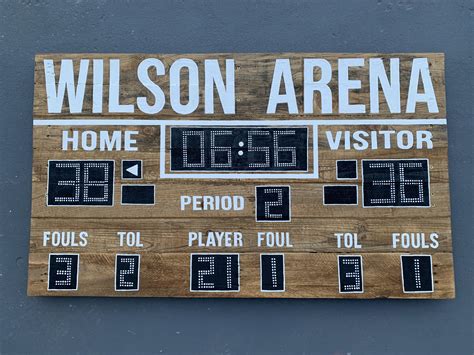 WILSON ARENA
HOME 06:56 VISITOR
38 ◀ 36
PERIOD 2
FOULS TOL PLAYER FOUL TOL FOULS
3 2 21 1 3 1